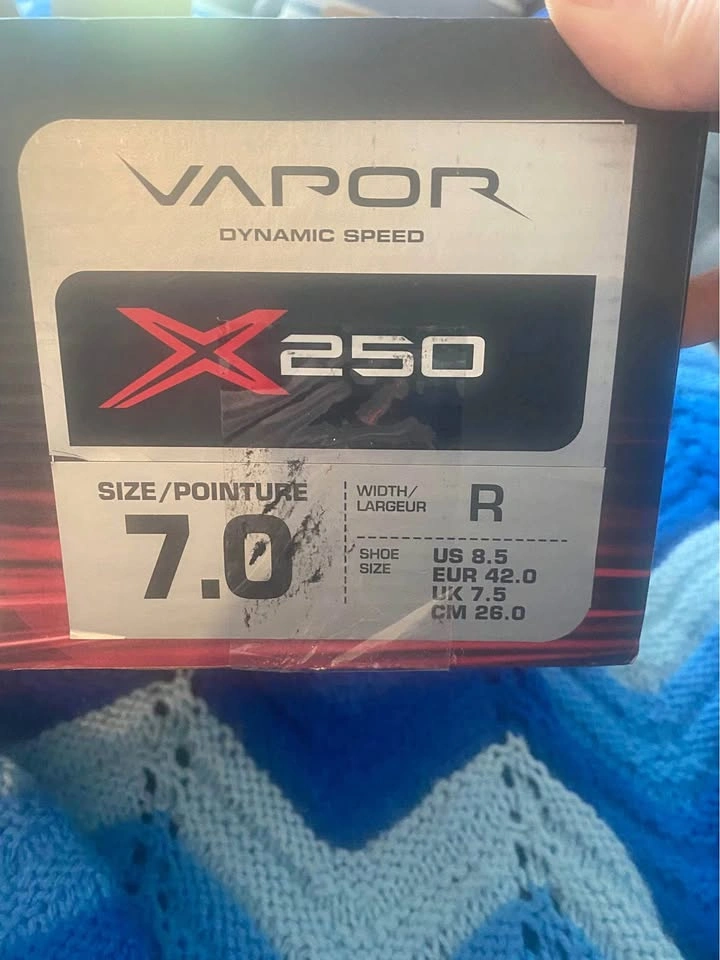 VAPOR
DYNAMIC SPEED
X250
SIZE/POINTURE
7.0
WIDTH/
LARGEUR
R
SHOE
SIZE
US 8.5
EUR 42.0
UK 7.5
CM 26.0